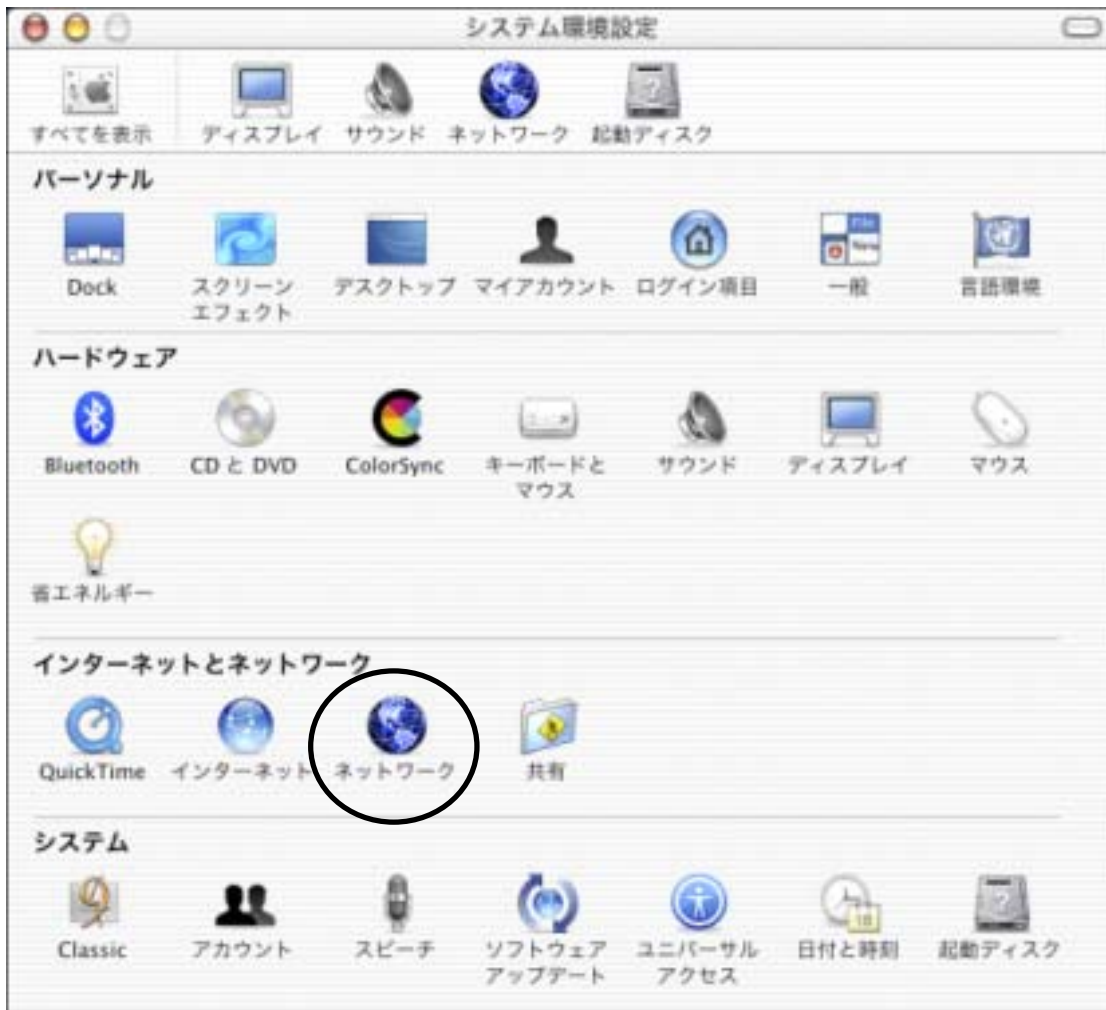 システム環境設定
すべてを表示 ディスプレイ サウンド ネットワーク 起動ディスク
パーソナル
Dock スクリーン デスクトップ マイアカウント ログイン項目 一般 言語環境
エフェクト
ハードウェア
Bluetooth CD と DVD ColorSync キーボードと サウンド ディスプレイ マウス
マウス
省エネルギー
インターネットとネットワーク
QuickTime インターネット ネットワーク 共有
システム
Classic アカウント スピーチ ソフトウェア ユニバーサル 日付と時刻 起動ディスク
アップデート アクセス